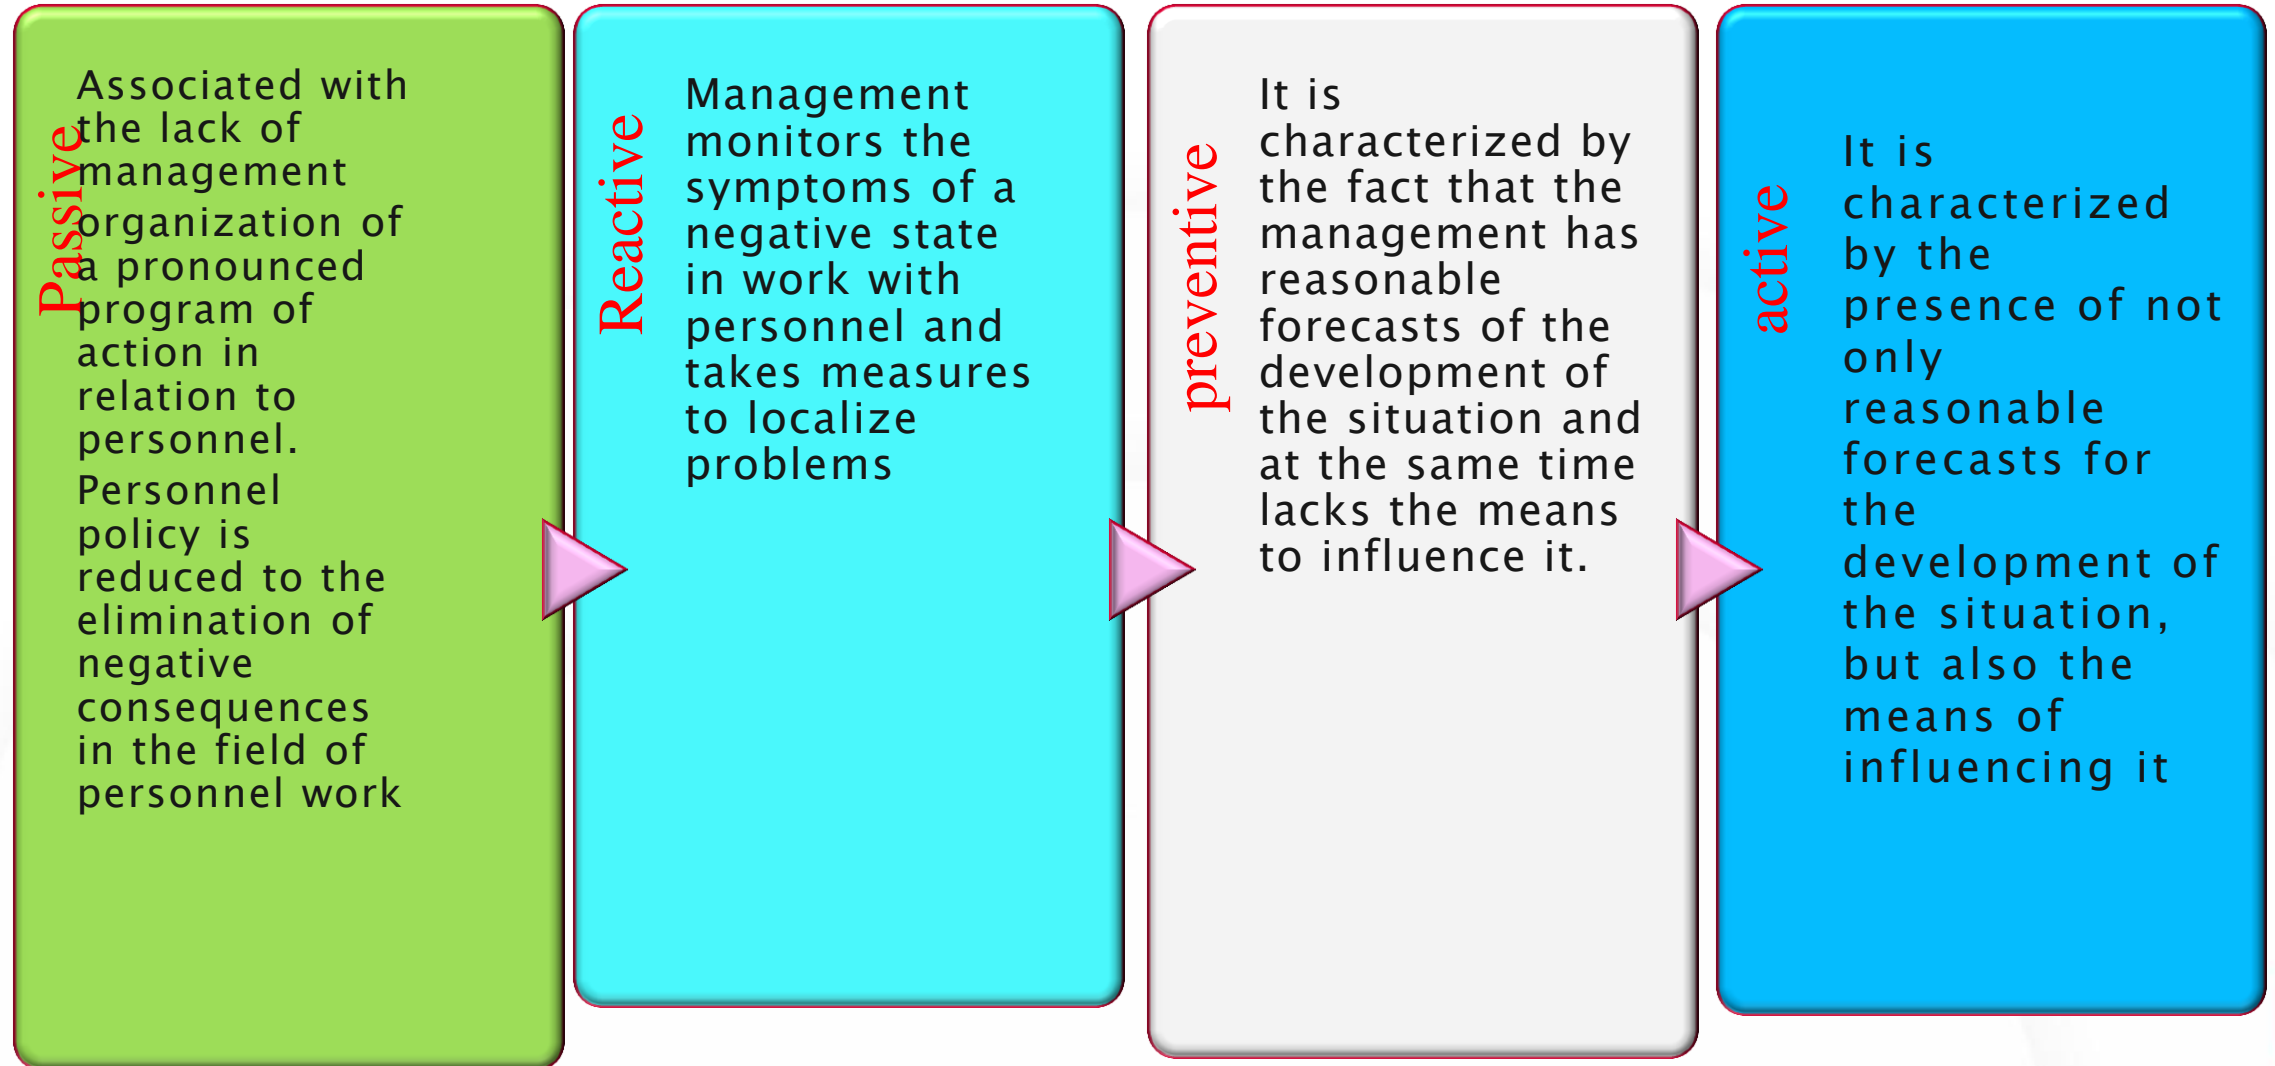 Passive
Associated with
the lack of
management
organization of
a pronounced
program of
action in
relation to
personnel.
Personnel
policy is
reduced to the
elimination of
negative
consequences
in the field of
personnel work
Reactive
Management
monitors the
symptoms of a
negative state
in work with
personnel and
takes measures
to localize
problems
preventive
It is
characterized by
the fact that the
management has
reasonable
forecasts of the
development of
the situation and
at the same time
lacks the means
to influence it.
active
It is
characterized
by the
presence of not
only
reasonable
forecasts for
the
development of
the situation,
but also the
means of
influencing it